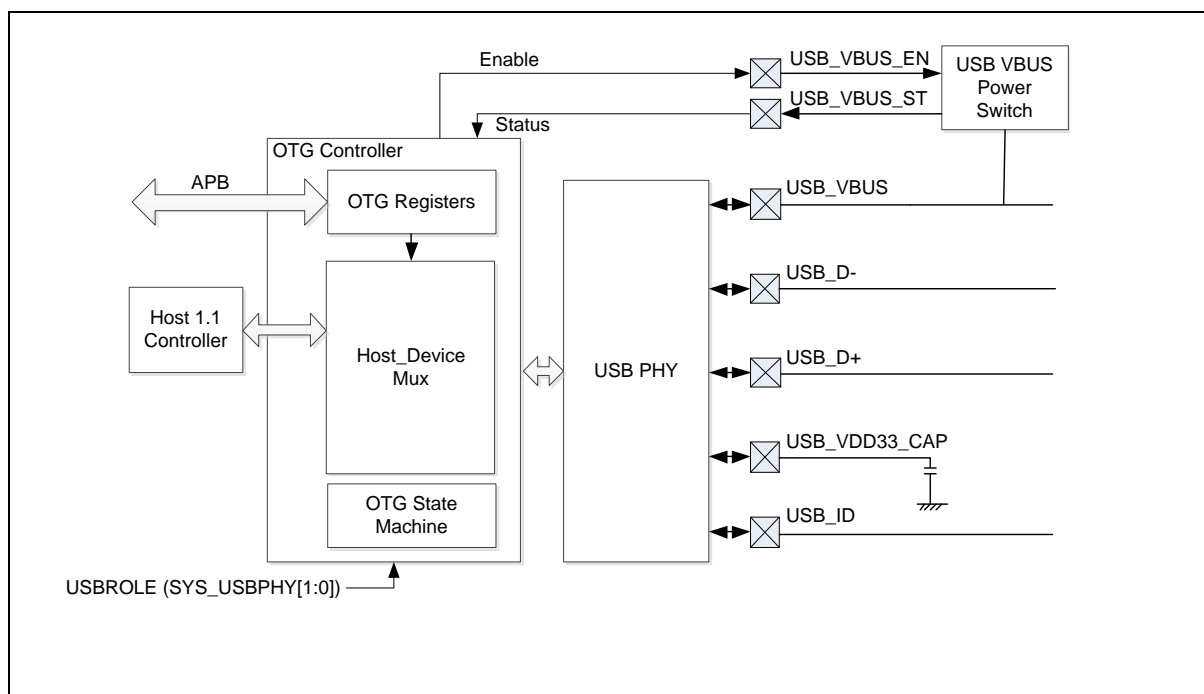 Enable
USB_VBUS_EN
USB VBUS
Power
Switch
USB_VBUS_ST
Status
OTG Controller
APB
OTG Registers
USB_VBUS
USB_D-
Host 1.1
Controller
Host_Device
Mux
USB PHY
USB_D+
USB_VDD33_CAP
OTG State
Machine
USB_ID
USBROLE (SYS_USBPHY[1:0])